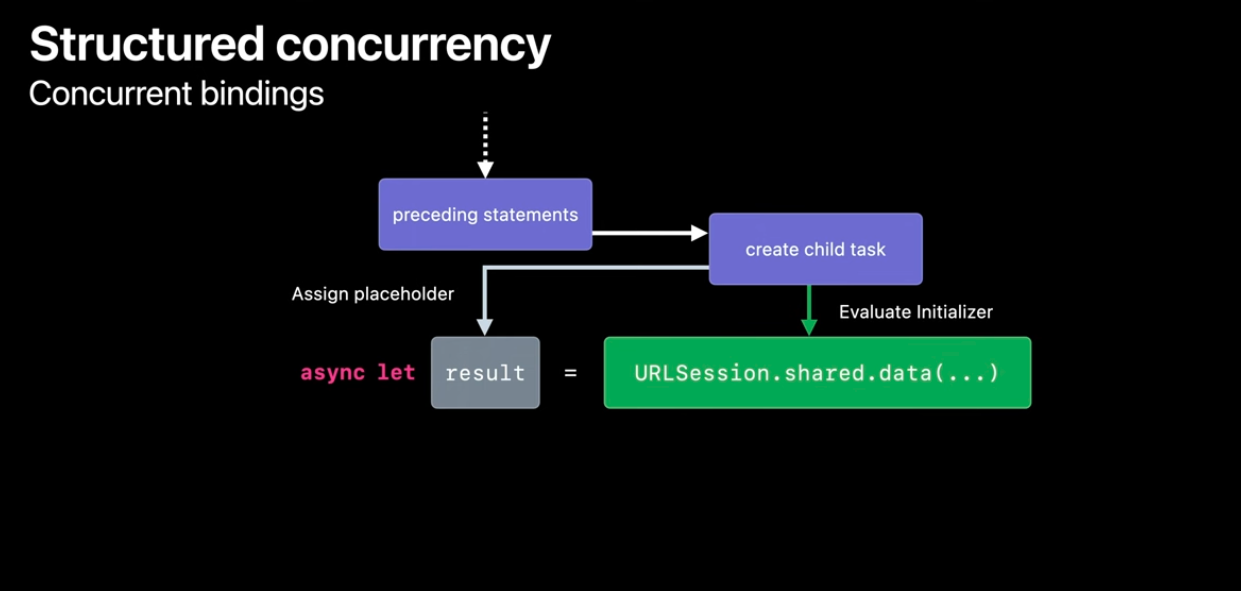 Structured concurrency
Concurrent bindings
preceding statements
create child task
Assign placeholder
Evaluate Initializer
async let result = URLSession.shared.data(...)